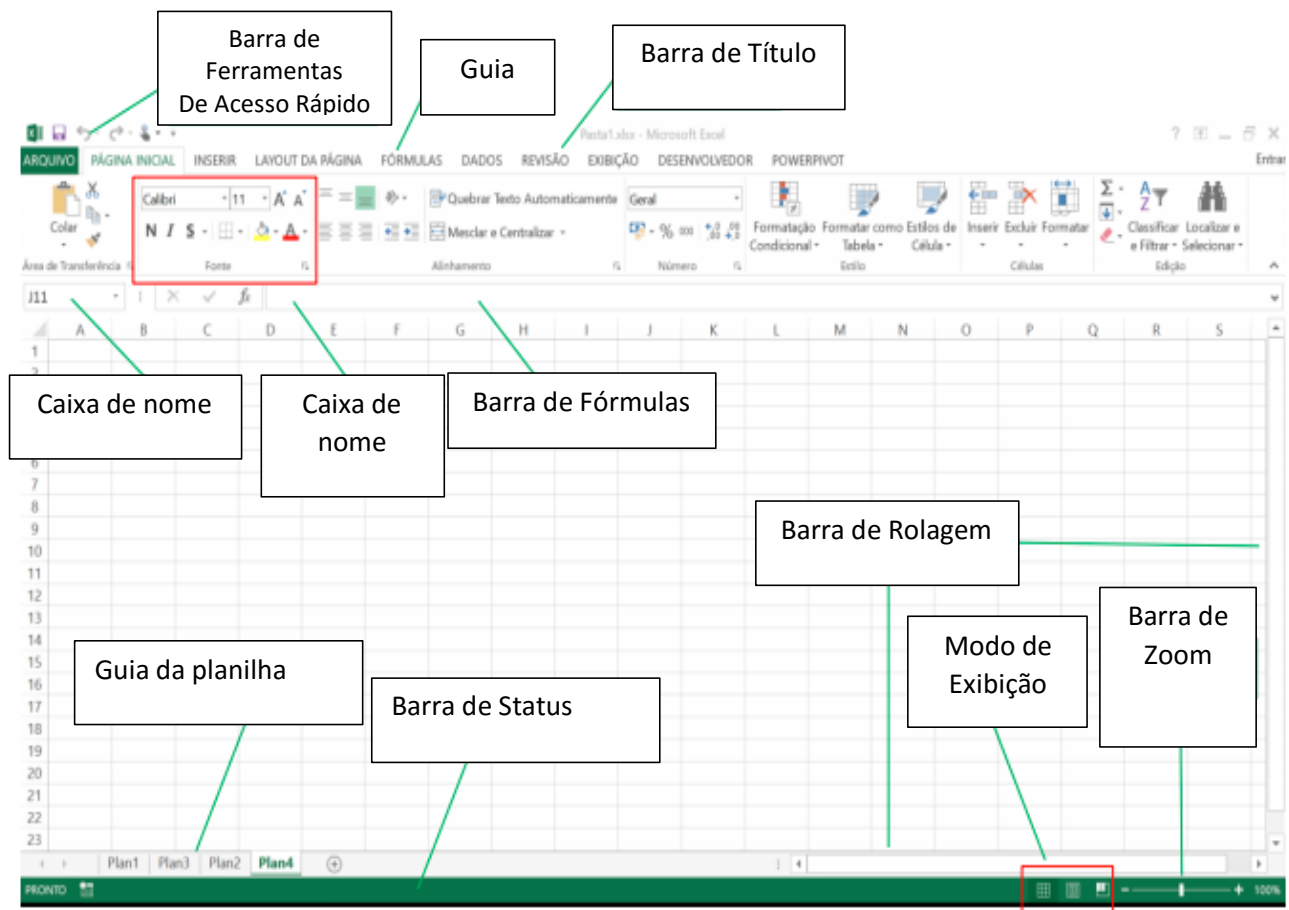 Barra de
Ferramentas
De Acesso Rápido
Guia
Barra de Título
Pasta1.xlsx - Microsoft Excel
?
ARQUIVO PÁGINA INICIAL INSERIR LAYOUT DA PÁGINA FÓRMULAS DADOS REVISÃO EXIBIÇÃO DESENVOLVEDOR POWERPIVOT Entrar
Colar
Calibri 11 A A
N I S A
Quebrar Texto Automaticamente
Mesclar e Centralizar
Geral
% 000
Formatação Formatar como Estilos de Inserir Excluir Formatar Classificar Localizar e
Condicional Tabela Célula e Filtrar Selecionar
Área de Transferência Fonte Alinhamento Número Estilo Células Edição
J11 fx
A B C D E F G H I J K L M N O P Q R S
1
Caixa de nome
Caixa de
nome
Barra de Fórmulas
6
7
8
9
10
11
12
13
14
15
16
17
18
19
20
21
22
23
Barra de Rolagem
Barra de
Zoom
Modo de
Exibição
Guia da planilha
Barra de Status
Plan1 Plan3 Plan2 Plan4
PRONTO 100%